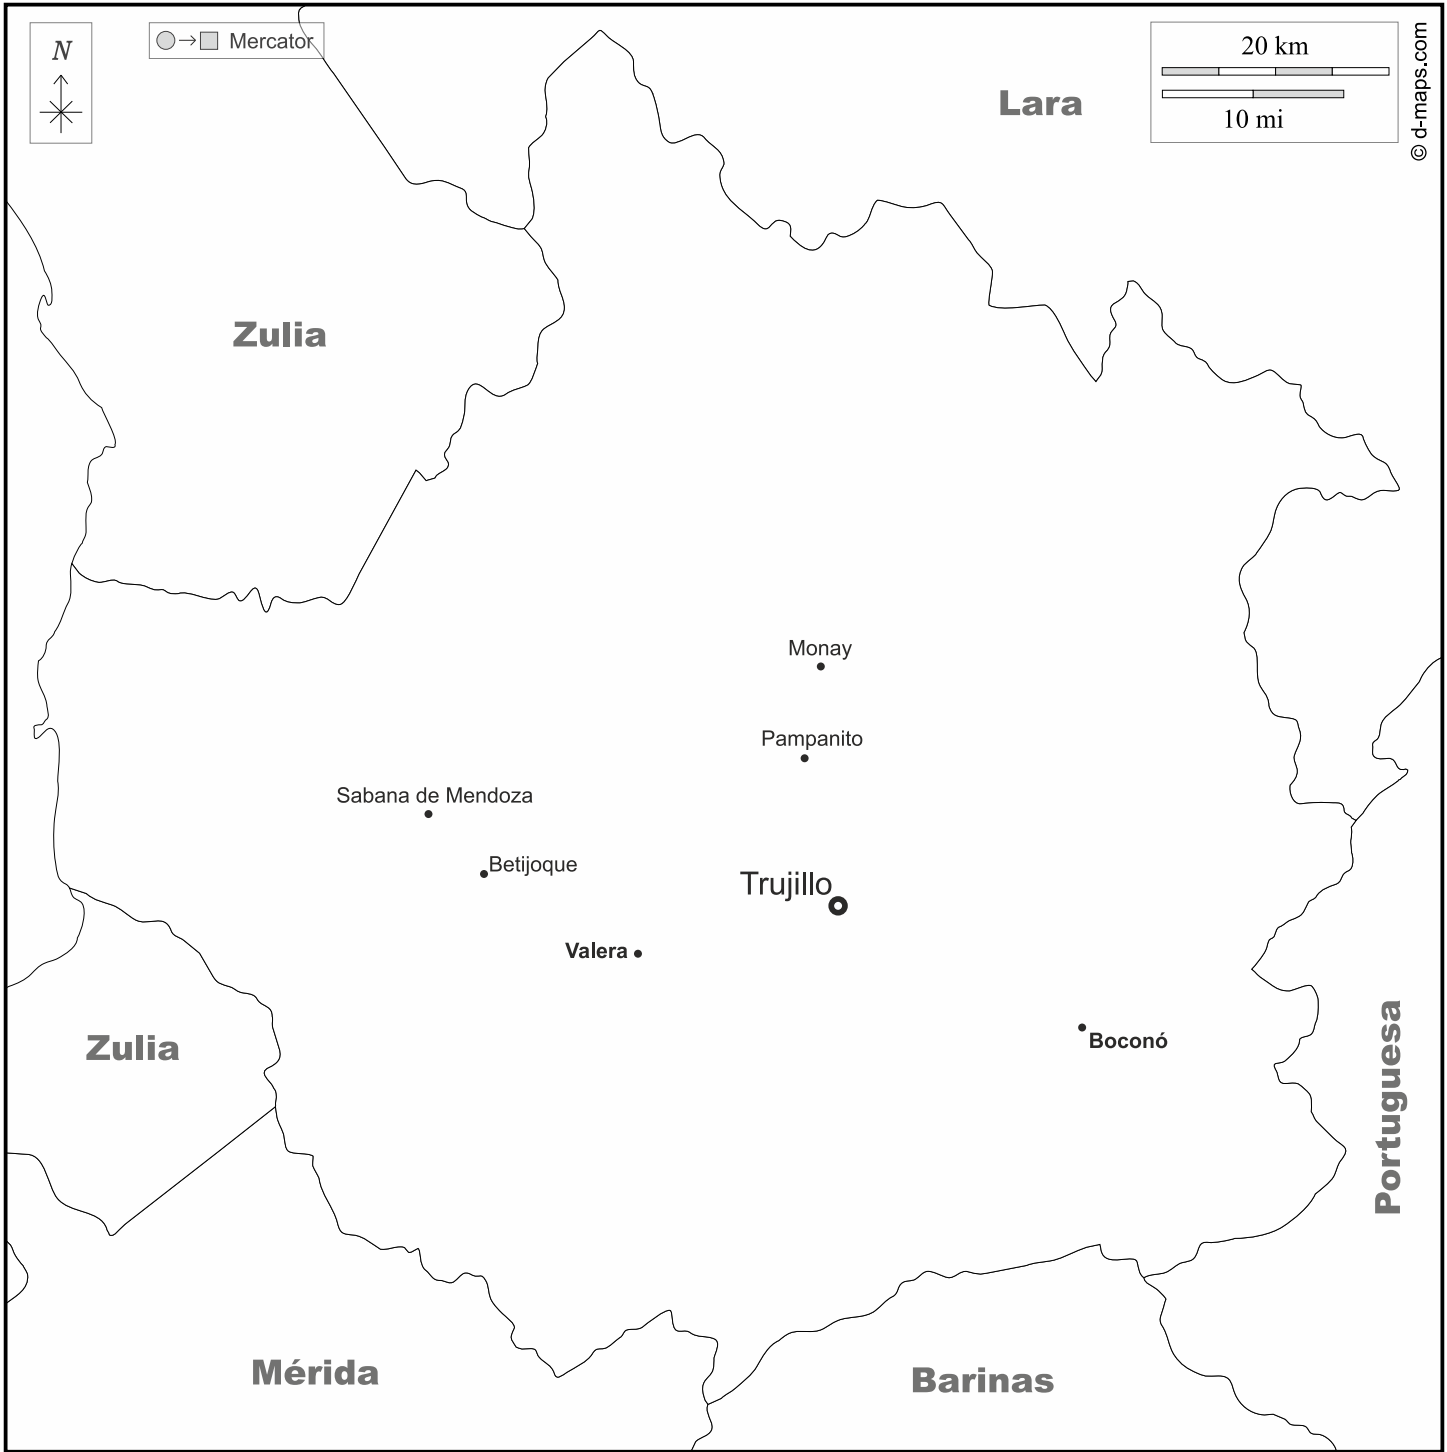 N
Mercator
20 km
10 mi
© d-maps.com
Lara
Zulia
Monay
Pampanito
Sabana de Mendoza
Betijoque
Trujillo
Valera
Boconó
Zulia
Portuguesa
Mérida
Barinas